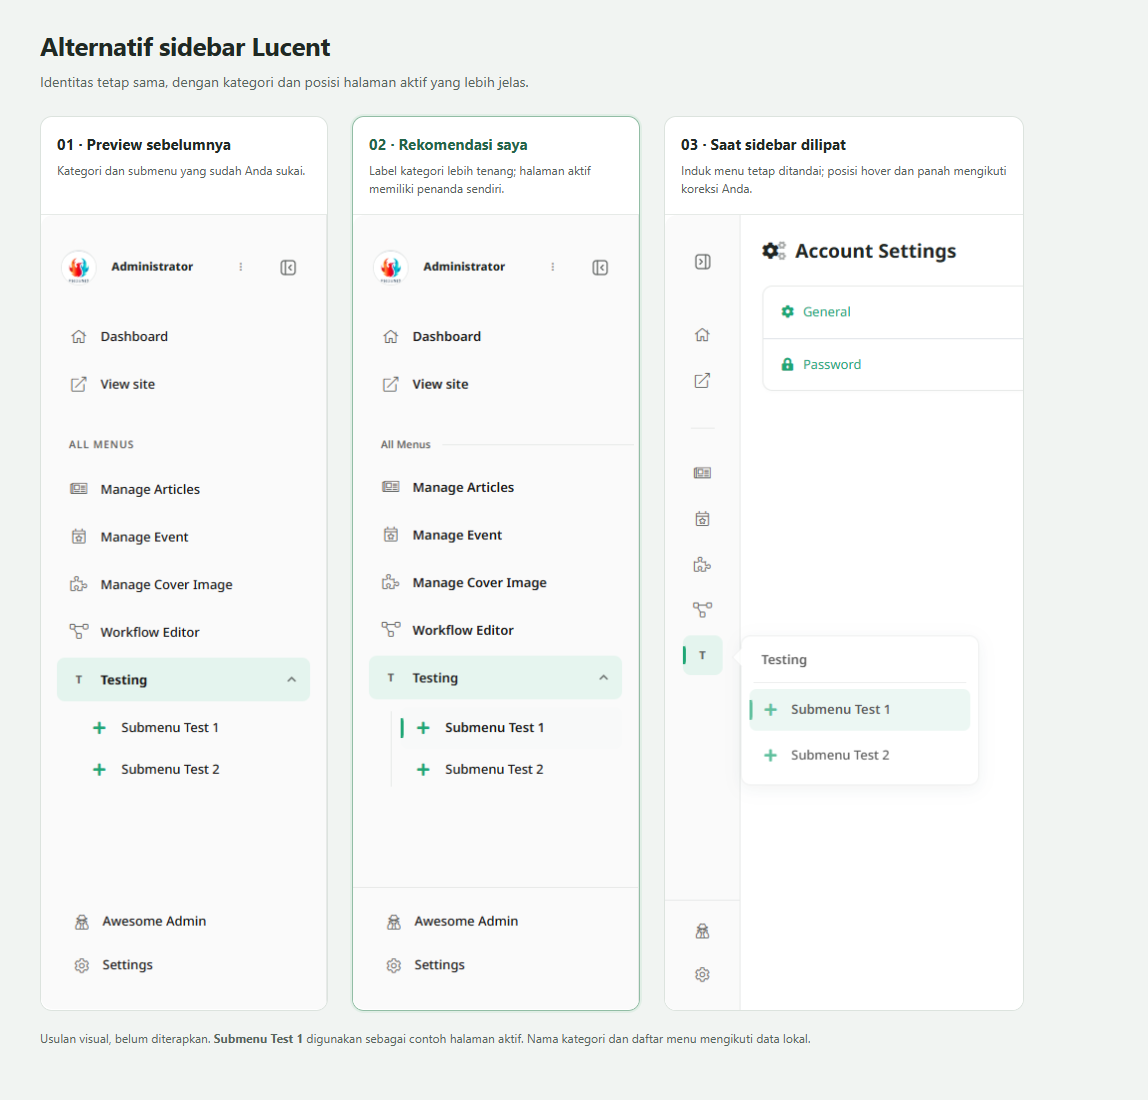 Alternatif sidebar Lucent
Identitas tetap sama, dengan kategori dan posisi halaman aktif yang lebih jelas.
01 · Preview sebelumnya
Kategori dan submenu yang sudah Anda sukai.
Administrator
Dashboard
View site
ALL MENUS
Manage Articles
Manage Event
Manage Cover Image
Workflow Editor
T Testing
Submenu Test 1
Submenu Test 2
Awesome Admin
Settings
02 · Rekomendasi saya
Label kategori lebih tenang; halaman aktif
memiliki penanda sendiri.
Administrator
Dashboard
View site
All Menus
Manage Articles
Manage Event
Manage Cover Image
Workflow Editor
T Testing
Submenu Test 1
Submenu Test 2
Awesome Admin
Settings
03 · Saat sidebar dilipat
Induk menu tetap ditandai; posisi hover dan panah mengikuti
koreksi Anda.
Account Settings
General
Password
T
Testing
Submenu Test 1
Submenu Test 2
Usulan visual, belum diterapkan. Submenu Test 1 digunakan sebagai contoh halaman aktif. Nama kategori dan daftar menu mengikuti data lokal.